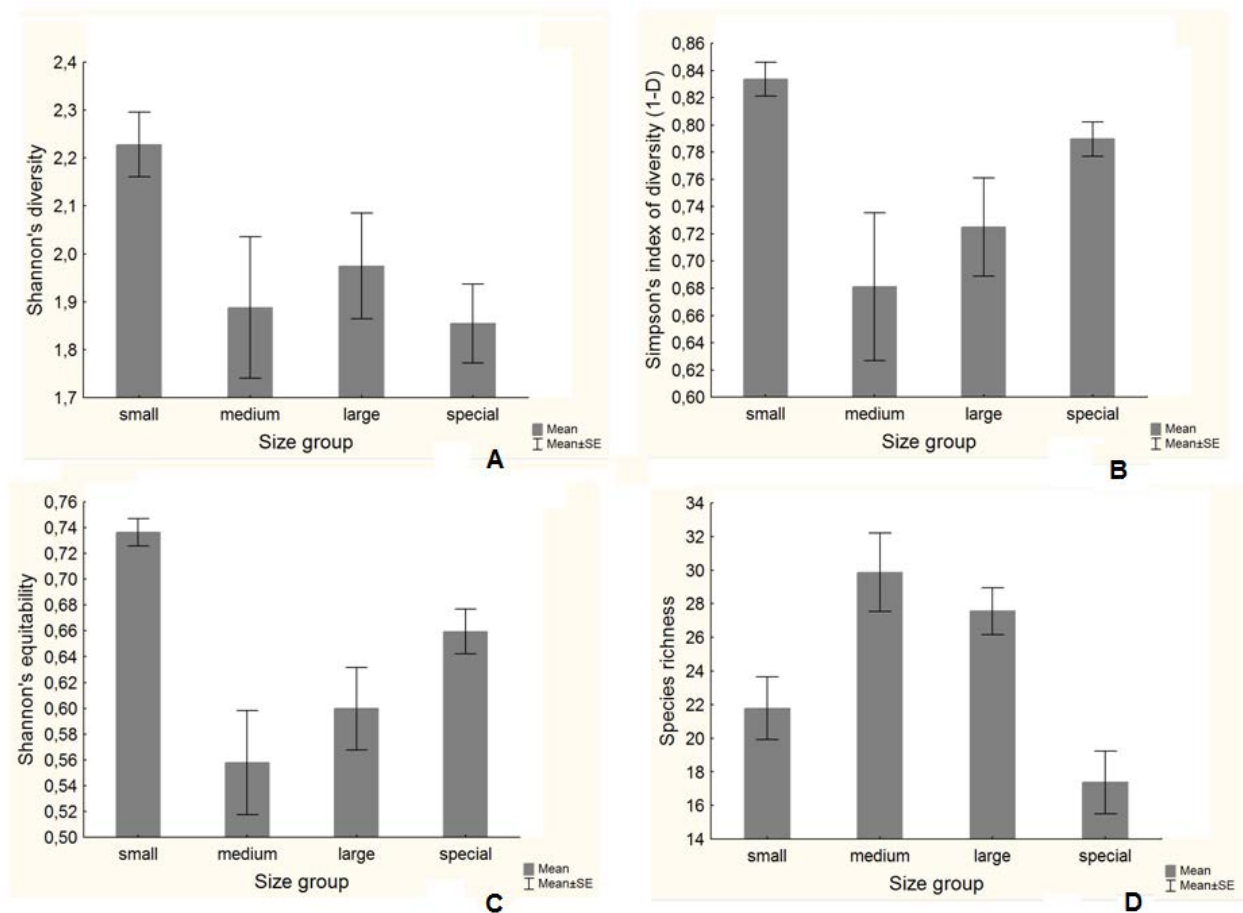 Shannon's diversity
2,4
2,3
2,2
2,1
2,0
1,9
1,8
1,7
small medium large special
Size group
Mean
Mean±SE
A
Simpson's index of diversity (1-D)
0,86
0,84
0,82
0,80
0,78
0,76
0,74
0,72
0,70
0,68
0,66
0,64
0,62
0,60
small medium large special
Size group
Mean
Mean±SE
B
Shannon's equitability
0,76
0,74
0,72
0,70
0,68
0,66
0,64
0,62
0,60
0,58
0,56
0,54
0,52
0,50
small medium large special
Size group
Mean
Mean±SE
C
Species richness
34
32
30
28
26
24
22
20
18
16
14
small medium large special
Size group
Mean
Mean±SE
D